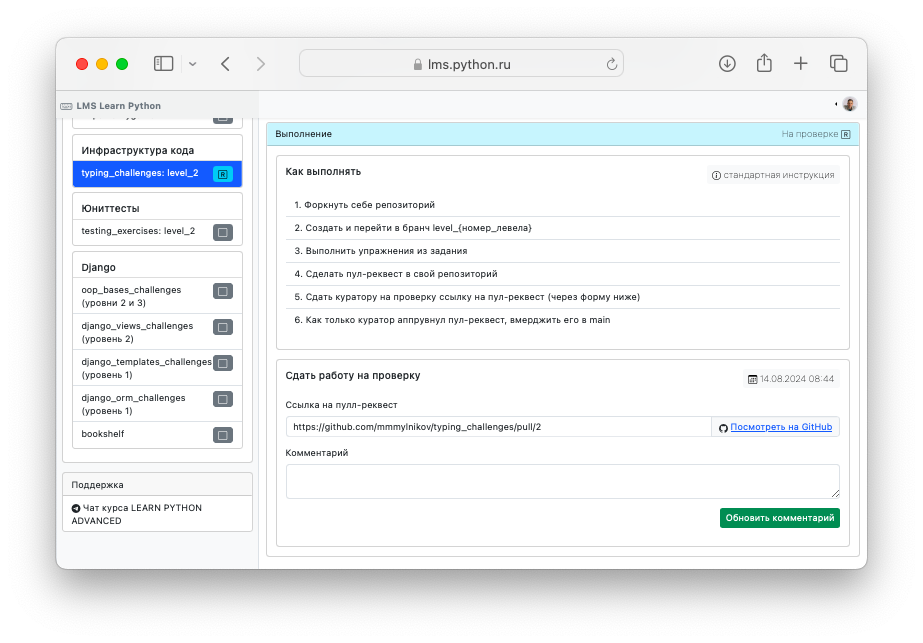 lms.python.ru
LMS Learn Python
Инфраструктура кода
typing_challenges: level_2
R
Юниттесты
testing_exercises: level_2
Django
oop_bases_challenges
(уровни 2 и 3)
django_views_challenges
(уровень 2)
django_templates_challenges
(уровень 1)
django_orm_challenges
(уровень 1)
bookshelf
Поддержка
Чат курса LEARN PYTHON
ADVANCED
Выполнение
На проверке R
Как выполнять
стандартная инструкция
1. Форкнуть себе репозиторий
2. Создать и перейти в бранч level_{номер_левела}
3. Выполнить упражнения из задания
4. Сделать пул-реквест в свой репозиторий
5. Сдать куратору на проверку ссылку на пул-реквест (через форму ниже)
6. Как только куратор аппрувнул пул-реквест, вмерджить его в main
Сдать работу на проверку
14.08.2024 08:44
Ссылка на пулл-реквест
https://github.com/mmmylnikov/typing_challenges/pull/2
Посмотреть на GitHub
Комментарий
Обновить комментарий